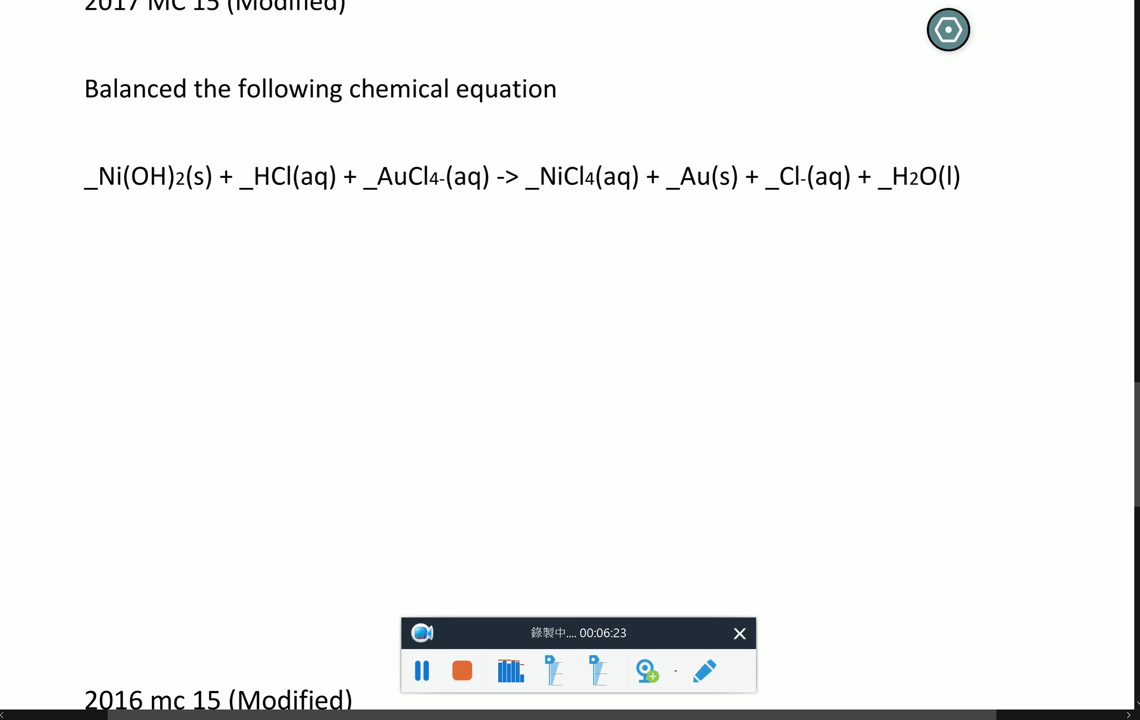 2017 MC 15 (Modified)
Balanced the following chemical equation
_Ni(OH)2(s) + _HCl(aq) + _AuCl4-(aq) -> _NiCl4(aq) + _Au(s) + _Cl-(aq) + _H2O(l)
錄製中.... 00:06:23
2016 mc 15 (Modified)